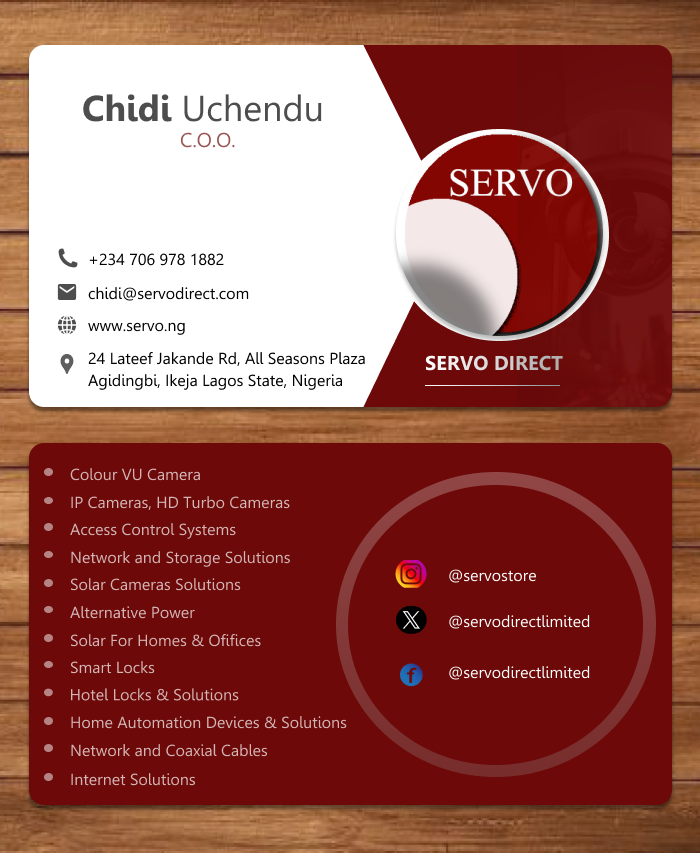 Chidi Uchendu
C.O.O.
+234 706 978 1882
chidi@servodirect.com
www.servo.ng
24 Lateef Jakande Rd, All Seasons Plaza
Agidingbi, Ikeja Lagos State, Nigeria
SERVO
SERVO DIRECT
Colour VU Camera
IP Cameras, HD Turbo Cameras
Access Control Systems
Network and Storage Solutions
Solar Cameras Solutions
Alternative Power
Solar For Homes & Ofifices
Smart Locks
Hotel Locks & Solutions
Home Automation Devices & Solutions
Network and Coaxial Cables
Internet Solutions
@servostore
@servodirectlimited
@servodirectlimited